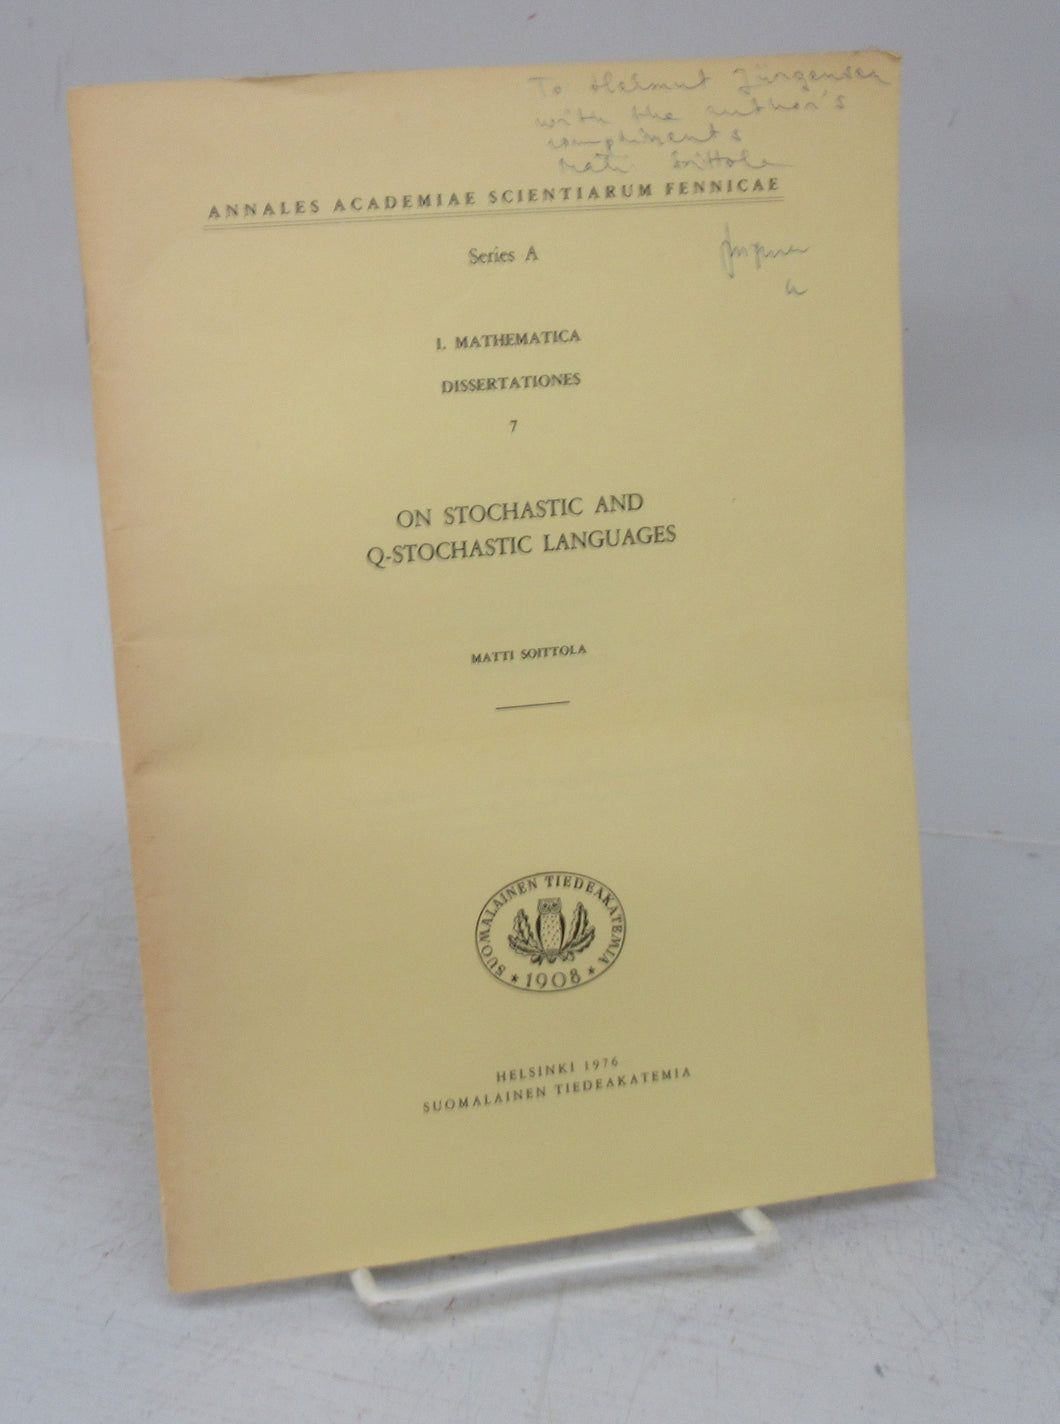 To Helmut Jürgensen
with the author's
compliments
Matti Soittola
ANNALES ACADEMIAE SCIENTIARUM FENNICAE
Series A
I. MATHEMATICA
DISSERTATIONES
7
ON STOCHASTIC AND
Q-STOCHASTIC LANGUAGES
MATTI SOITTOLA
SUOMALAINEN TIEDEAKATEMIA
* 1908 *
HELSINKI 1976
SUOMALAINEN TIEDEAKATEMIA